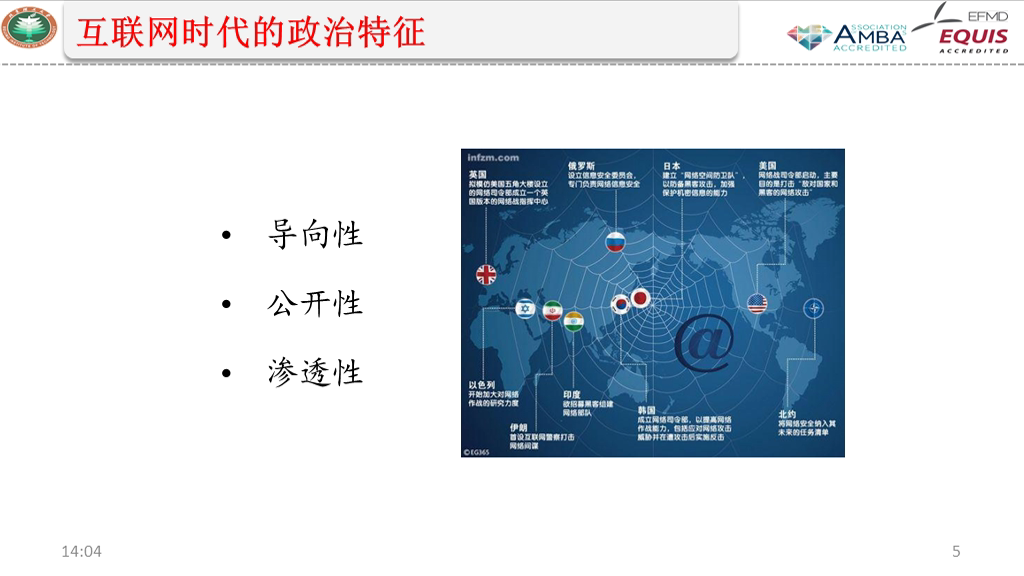 互联网时代的政治特征
ASSOCIATION
AMBA
ACCREDITED
EFMD
EQUIS
ACCREDITED
• 导向性
• 公开性
• 渗透性
infzm.com
英国
拟模仿美国五角大楼设立
的网络司令部成立一个英
国版本的网络战指挥中心
俄罗斯
设立信息安全委员会，
专门负责网络信息安全
日本
建立“网络空间防卫队”，
以防备黑客攻击，加强
保护机密信息的能力
美国
网络战司令部启动，主要
目的是打击“敌对国家和
黑客的网络攻击”
@
以色列
开始加大对网络
作战的研究力度
伊朗
首设互联网警察打击
网络间谍
印度
欲招募黑客组建
网络部队
韩国
成立网络司令部，以提高网络
作战能力，包括应对网络攻击
威胁并在遭攻击后实施反击
北约
将网络安全纳入其
未来的任务清单
©EG365
14:04
5